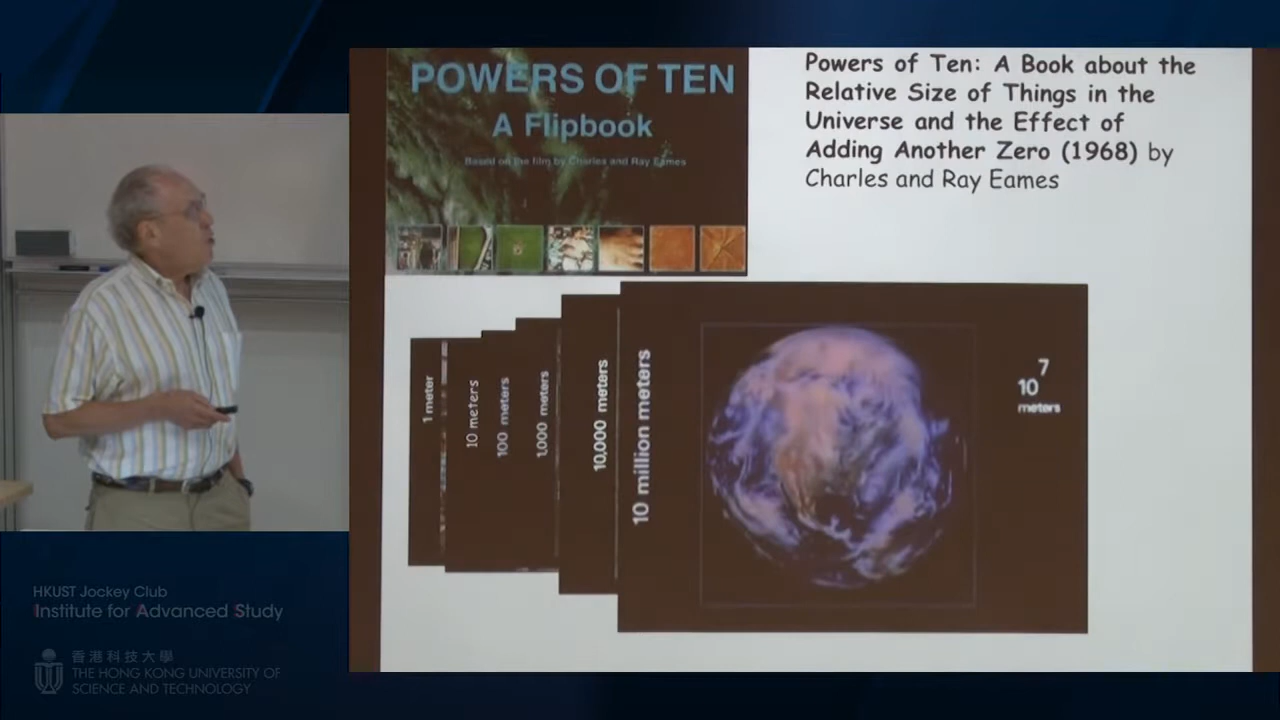 POWERS OF TEN
A Flipbook
Based on the film by Charles and Ray Eames
Powers of Ten: A Book about the
Relative Size of Things in the
Universe and the Effect of
Adding Another Zero (1968) by
Charles and Ray Eames
1 meter
10 meters
100 meters
1,000 meters
10,000 meters
10 million meters
10 7
meters
HKUST Jockey Club
Institute for Advanced Study
香港科技大學
THE HONG KONG UNIVERSITY OF
SCIENCE AND TECHNOLOGY